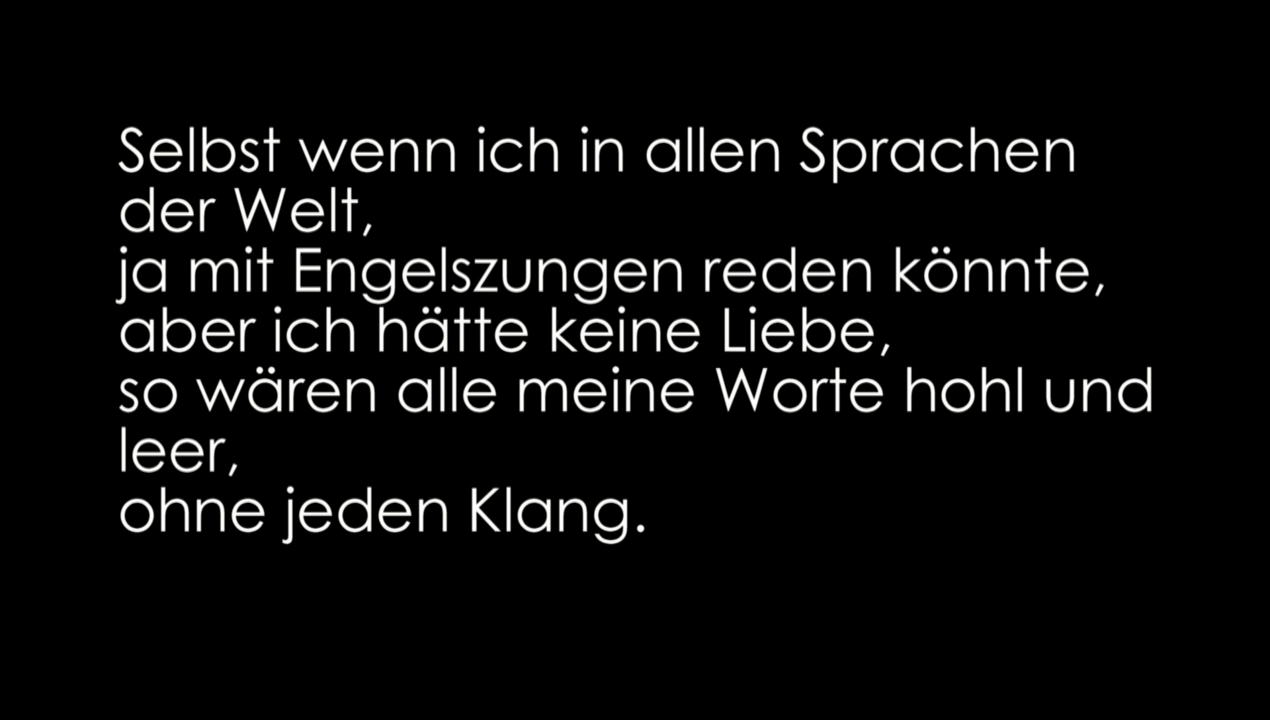 Selbst wenn ich in allen Sprachen
der Welt,
ja mit Engelszungen reden könnte,
aber ich hätte keine Liebe,
so wären alle meine Worte hohl und
leer,
ohne jeden Klang.